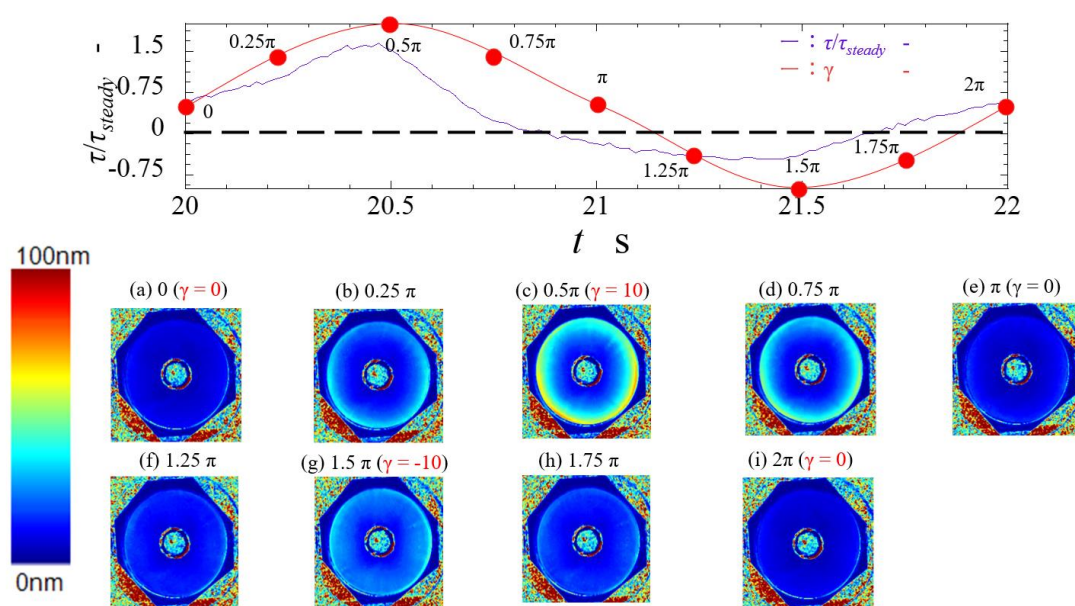 1.5
0.75
0
-0.75
τ/τsteady -
0
0.25π
0.5π
0.75π
π
1.25π
1.5π
1.75π
2π
— : τ/τsteady -
— : γ -
20 20.5 21 21.5 22
t s
100nm
0nm
(a) 0 (γ = 0) (b) 0.25 π (c) 0.5π (γ = 10) (d) 0.75 π (e) π (γ = 0)
(f) 1.25 π (g) 1.5 π (γ = -10) (h) 1.75 π (i) 2π (γ = 0)